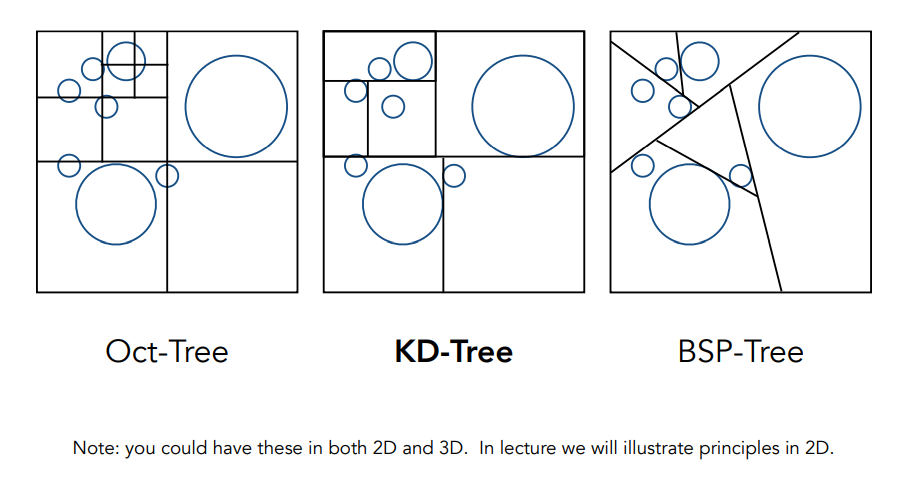 Oct-Tree
KD-Tree
BSP-Tree
Note: you could have these in both 2D and 3D.  In lecture we will illustrate principles in 2D.